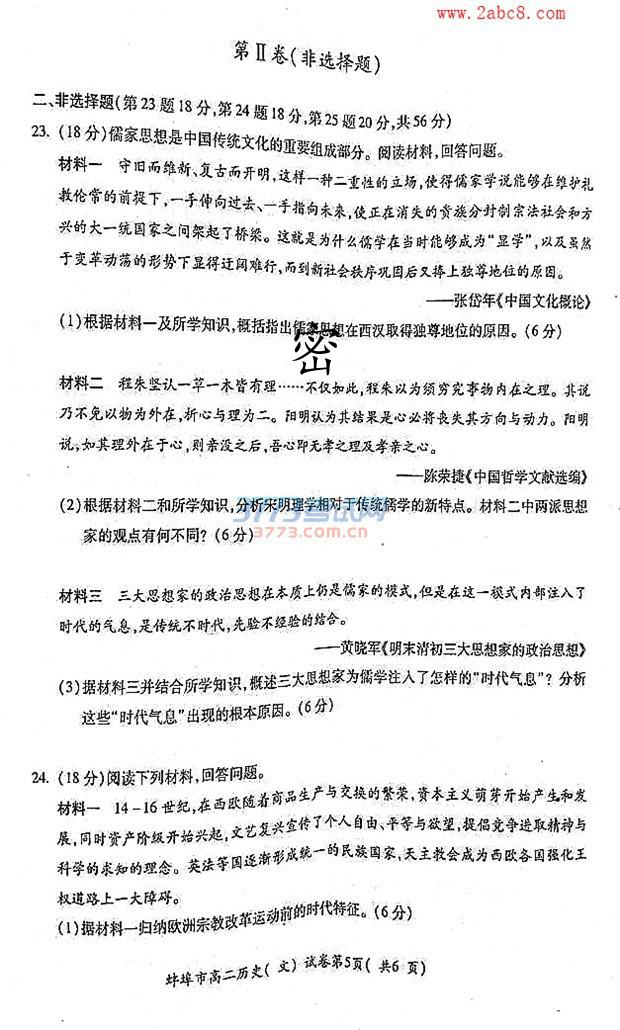 www.2abc8.com
第Ⅱ卷(非选择题)
二、非选择题(第23题18分,第24题18分,第25题20分,共56分)
23. (18分)儒家思想是中国传统文化的重要组成部分。阅读材料,回答问题。
材料一 守旧而维新、复古而开明,这样一种二重性的立场,使得儒家学说能够在维护礼
教伦常的前提下,一手伸向过去、一手指向未来,使正在消失的贵族分封制宗法社会和方
兴的大一统国家之间架起了桥梁。这就是为什么儒学在当时能够成为“显学”,以及虽然
于变革动荡的形势下显得迂阔难行,而到新社会秩序巩固后又捧上独尊地位的原因。
——张岱年《中国文化概论》
(1)根据材料一及所学知识,概括指出儒家思想在西汉取得独尊地位的原因。(6分)
密
材料二 程朱坚认一草一木皆有理……不仅如此,程朱以为须穷究事物内在之理。其说
乃不免以物为外在,析心与理为二。阳明认为其结果是心必将丧失其方向与动力。阳明
说,如其理外在于心,则亲没之后,吾心即无孝之理及孝亲之心。
——陈荣捷《中国哲学文献选编》
(2)根据材料二和所学知识,分析宋明理学相对于传统儒学的新特点。材料二中两派思想
家的观点有何不同?(6分)
3773考试网
3773.com.cn
材料三 三大思想家的政治思想在本质上仍是儒家的模式,但是在这一模式内部注入了
时代的气息,是传统不时代,先验不经验的结合。
——黄晓军《明末清初三大思想家的政治思想》
(3)据材料三并结合所学知识,概述三大思想家为儒学注入了怎样的“时代气息”?分析
这些“时代气息”出现的根本原因。(6分)
24. (18分)阅读下列材料,回答问题。
材料一 14-16世纪,在西欧随着商品生产与交换的繁荣,资本主义萌芽开始产生和发
展,同时资产阶级开始兴起,文艺复兴宣传了个人自由、平等与欲望,提倡竞争进取精神与
科学的求知的理念。英法等国逐渐形成统一的民族国家,天主教会成为西欧各国强化王
权道路上一大障碍。
(1)据材料一归纳欧洲宗教改革运动前的时代特征。(6分)
蚌埠市高二历史(文)试卷第5页(共6页)